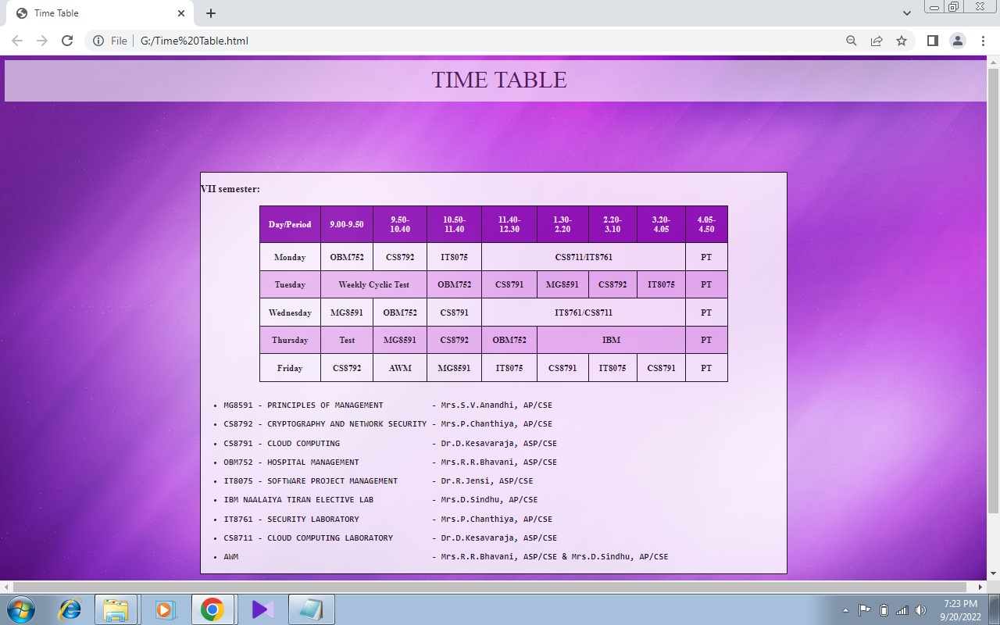 Time Table
File
G:/Time%20Table.html
TIME TABLE
VII semester:
Day/Period 9.00-9.50 9.50-10.40 10.50-11.40 11.40-12.30 1.30-2.20 2.20-3.10 3.20-4.05 4.05-4.50
Monday OBM752 CS8792 IT8075 CS8711/IT8761 PT
Tuesday Weekly Cyclic Test OBM752 CS8791 MG8591 CS8792 IT8075 PT
Wednesday MG8591 OBM752 CS8791 IT8761/CS8711 PT
Thursday Test MG8591 CS8792 OBM752 IBM PT
Friday CS8792 AWM MG8591 IT8075 CS8791 IT8075 CS8791 PT
• MG8591 - PRINCIPLES OF MANAGEMENT - Mrs.S.V.Anandhi, AP/CSE
• CS8792 - CRYPTOGRAPHY AND NETWORK SECURITY - Mrs.P.Chanthiya, AP/CSE
• CS8791 - CLOUD COMPUTING - Dr.D.Kesavaraja, ASP/CSE
• OBM752 - HOSPITAL MANAGEMENT - Mrs.R.R.Bhavani, ASP/CSE
• IT8075 - SOFTWARE PROJECT MANAGEMENT - Dr.R.Jensi, ASP/CSE
• IBM NAALAIYA TIRAN ELECTIVE LAB - Mrs.D.Sindhu, AP/CSE
• IT8761 - SECURITY LABORATORY - Mrs.P.Chanthiya, AP/CSE
• CS8711 - CLOUD COMPUTING LABORATORY - Dr.D.Kesavaraja, ASP/CSE
• AWM - Mrs.R.R.Bhavani, ASP/CSE & Mrs.D.Sindhu, AP/CSE
7:23 PM
9/20/2022